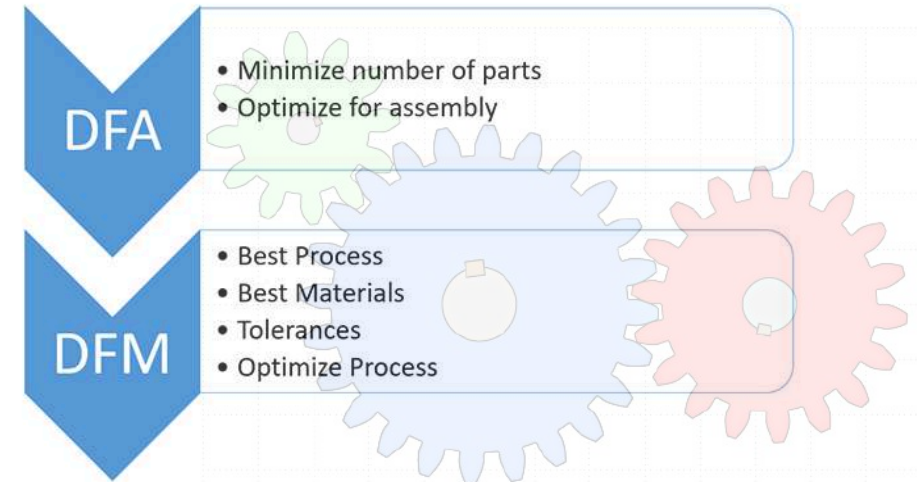 DFA
• Minimize number of parts
• Optimize for assembly
DFM
• Best Process
• Best Materials
• Tolerances
• Optimize Process